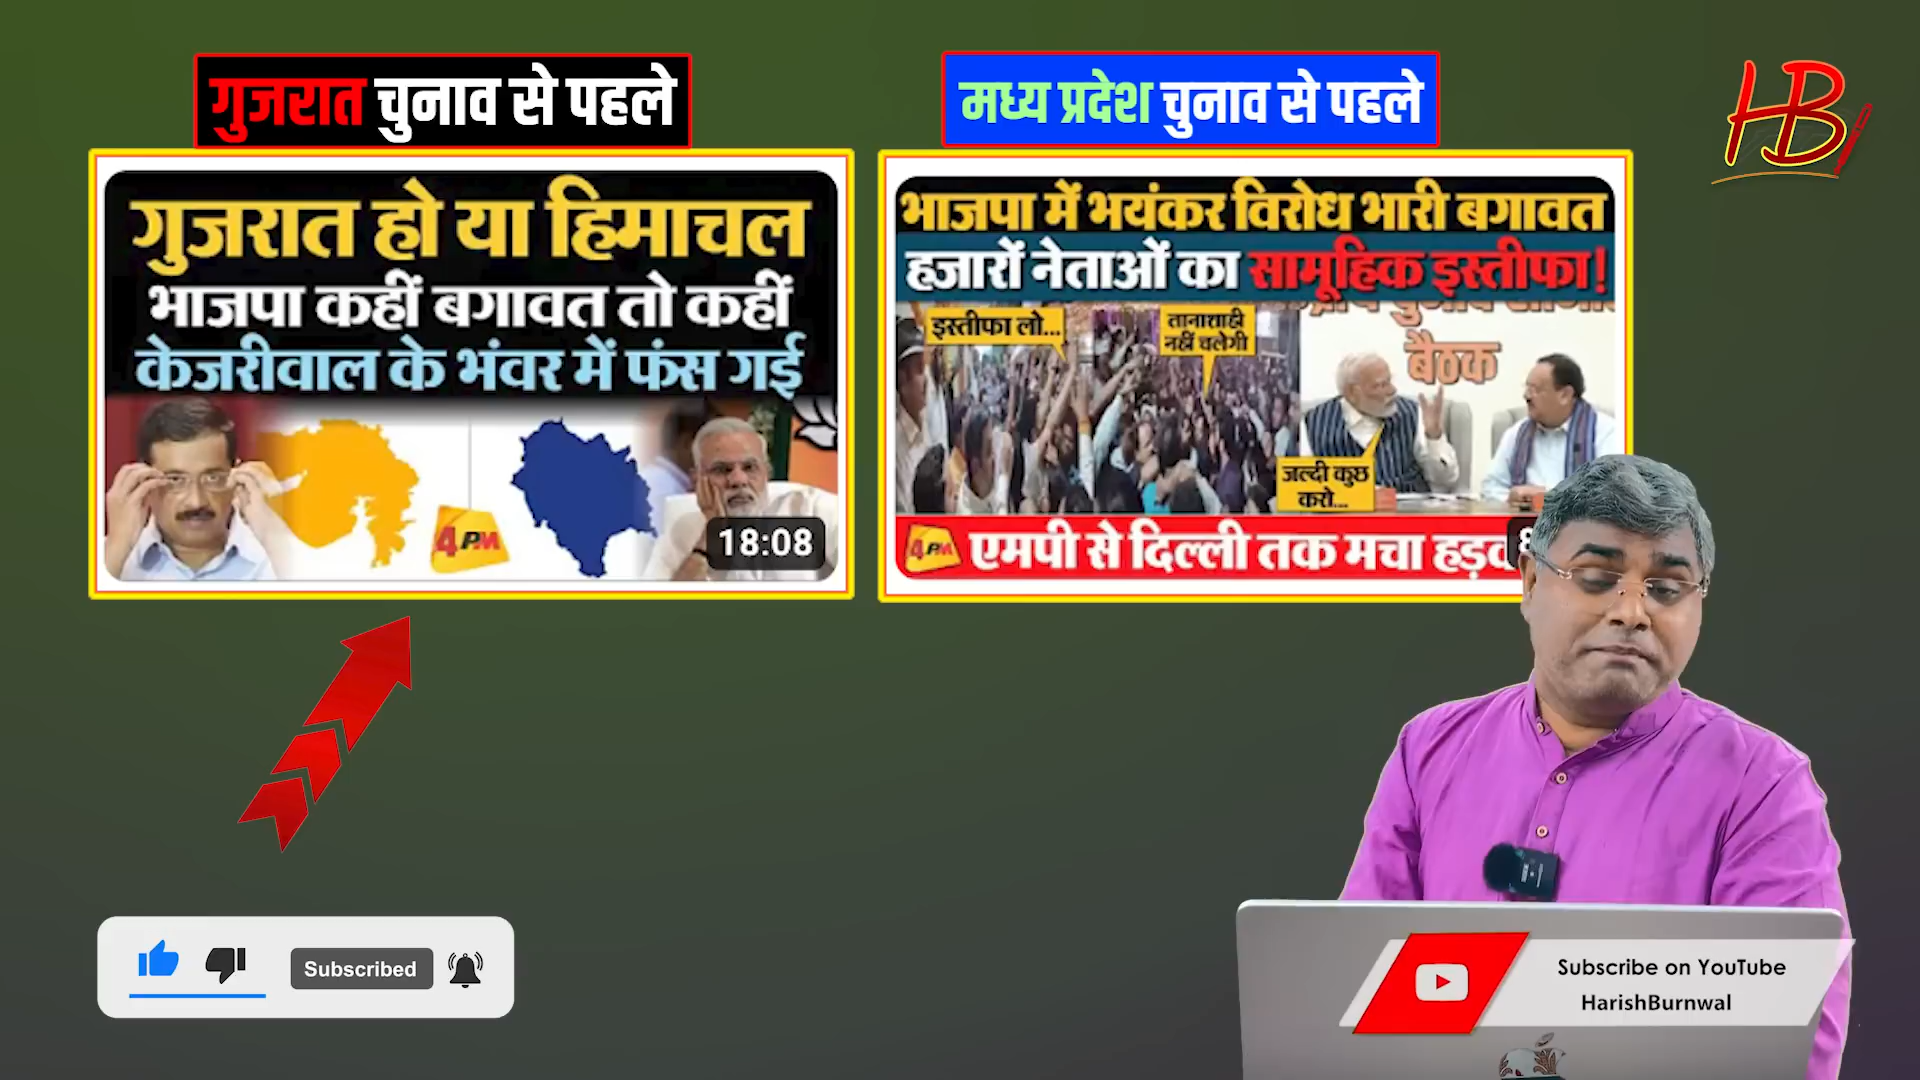 गुजरात चुनाव से पहले
मध्य प्रदेश चुनाव से पहले
HB
गुजरात हो या हिमाचल
भाजपा कहीं बगावत तो कहीं
केजरीवाल के भंवर में फंस गई
4PM
18:08
भाजपा में भयंकर विरोध भारी बगावत
हजारों नेताओं का सामूहिक इस्तीफा!
इस्तीफा लो...
तानाशाही
नहीं चलेगी
बैठक
जल्दी कुछ
करो...
4PM एमपी से दिल्ली तक मचा
Subscribed
Subscribe on YouTube
HarishBurnwal